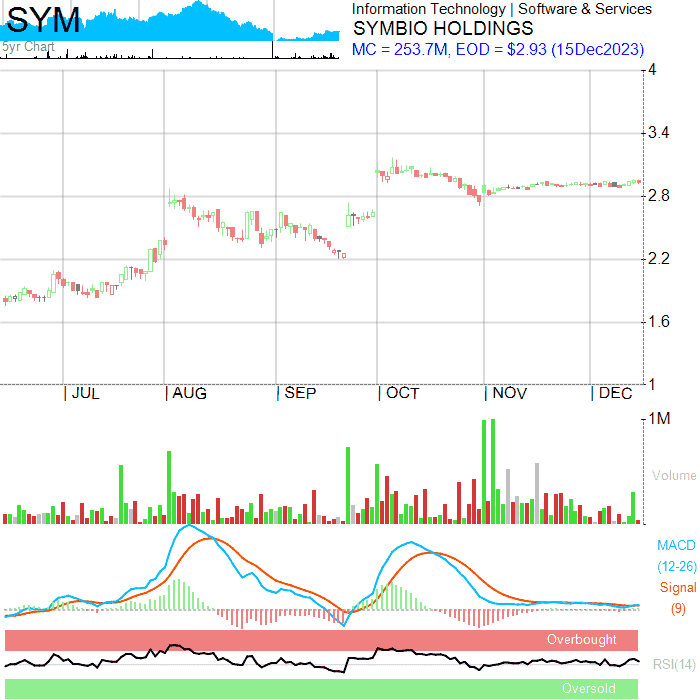 SYM
5yr Chart
Information Technology | Software & Services
SYMBIO HOLDINGS
MC = 253.7M, EOD = $2.93 (15Dec2023)
4
3.4
2.8
2.2
1.6
1
| JUL | AUG | SEP | OCT | NOV | DEC
1M
Volume
MACD
(12-26)
Signal
(9)
Overbought
RSI(14)
Oversold